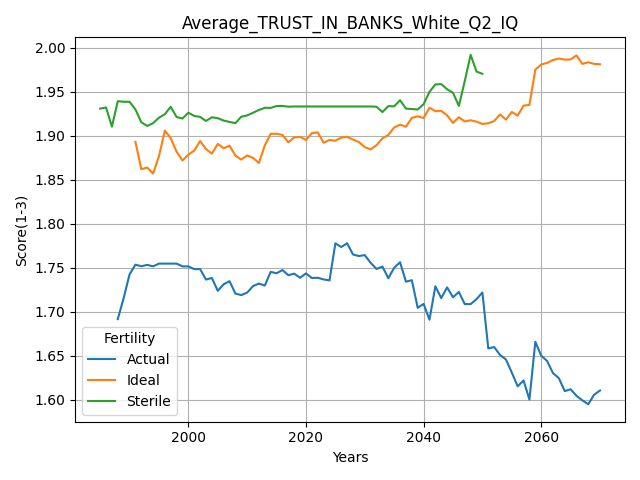 Average_TRUST_IN_BANKS_White_Q2_IQ
2.00
1.95
1.90
1.85
1.80
1.75
1.70
1.65
1.60
Score(1-3)
Fertility
Actual
Ideal
Sterile
2000
2020
2040
2060
Years